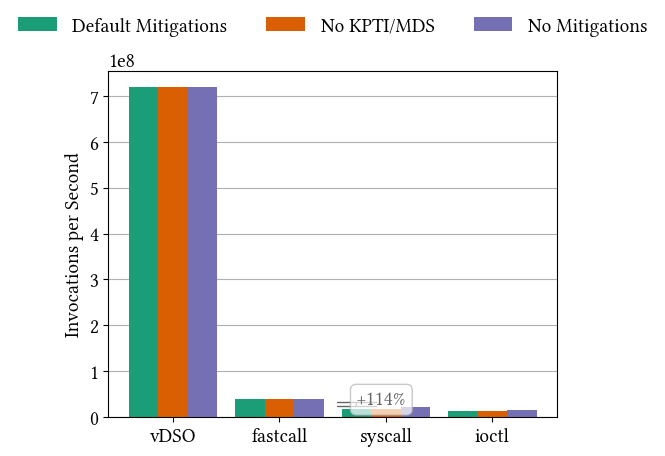 Default Mitigations No KPTI/MDS No Mitigations
1e8
7
6
5
4
3
2
1
0
Invocations per Second
+114%
vDSO fastcall syscall ioctl